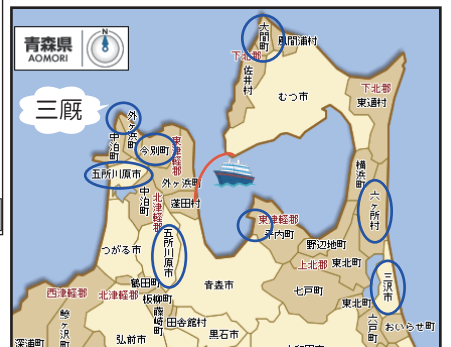 青森県
AOMORI
大間町
風間浦村
下北郡
佐井村
むつ市
下北郡
東通村
三厩
外ヶ浜町
中泊町
今別町
東津軽郡
五所川原市
外ヶ浜町
中泊町
北津軽郡
蓬田村
横浜町
六ヶ所村
東津軽郡
平内町
野辺地町
五所川原市
つがる市
上北郡
東北町
青森市
七戸町
三沢市
鶴田町
西津軽郡
北津軽郡
板柳町
東北町
鰺ヶ沢町
藤崎町
田舎館村
六戸町
おいらせ町
深浦町
弘前市
黒石市
十和田市